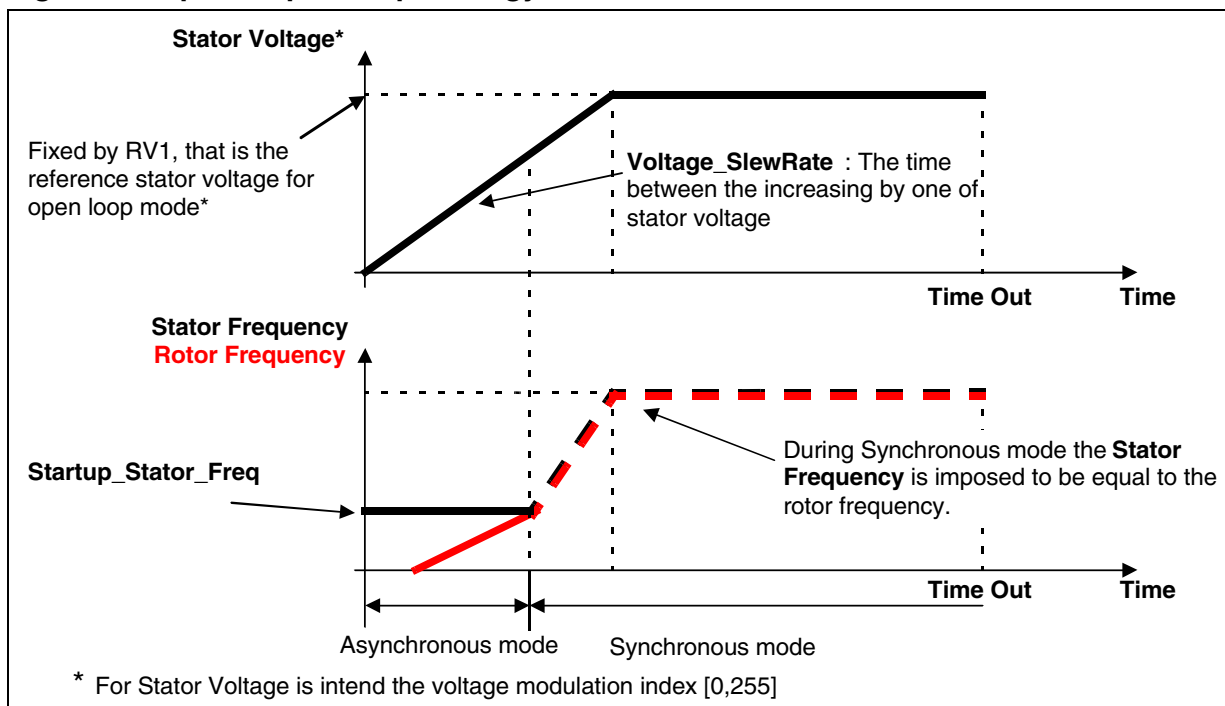 Stator Voltage*
Fixed by RV1, that is the
reference stator voltage for
open loop mode*
Voltage_SlewRate : The time
between the increasing by one of
stator voltage
Time Out
Time
Stator Frequency
Rotor Frequency
Startup_Stator_Freq
During Synchronous mode the Stator
Frequency is imposed to be equal to the
rotor frequency.
Time Out
Time
Asynchronous mode
Synchronous mode
* For Stator Voltage is intend the voltage modulation index [0,255]